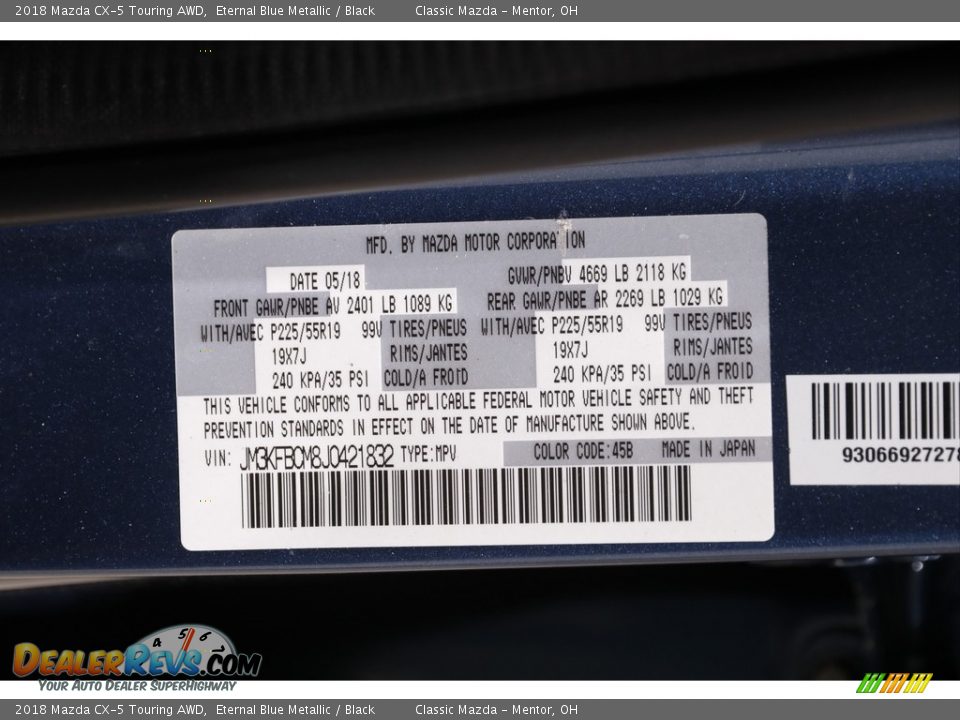 2018 Mazda CX-5 Touring AWD, Eternal Blue Metallic / Black Classic Mazda - Mentor, OH
MFD. BY MAZDA MOTOR CORPORATION
DATE 05/18 GVWR/PNBV 4669 LB 2118 KG
FRONT GAWR/PNBE AV 2401 LB 1089 KG REAR GAWR/PNBE AR 2269 LB 1029 KG
WITH/AVEC P225/55R19 99V TIRES/PNEUS WITH/AVEC P225/55R19 99V TIRES/PNEUS
19X7J RIMS/JANTES 19X7J RIMS/JANTES
240 KPA/35 PSI COLD/A FROID 240 KPA/35 PSI COLD/A FROID
THIS VEHICLE CONFORMS TO ALL APPLICABLE FEDERAL MOTOR VEHICLE SAFETY AND THEFT
PREVENTION STANDARDS IN EFFECT ON THE DATE OF MANUFACTURE SHOWN ABOVE.
VIN: JM3KFBCM8J0421832 TYPE:MPV COLOR CODE:45B MADE IN JAPAN
93066927278
4 5 6
DEALERREVS.COM
YOUR AUTO DEALER SUPERHIGHWAY
2018 Mazda CX-5 Touring AWD, Eternal Blue Metallic / Black Classic Mazda - Mentor, OH